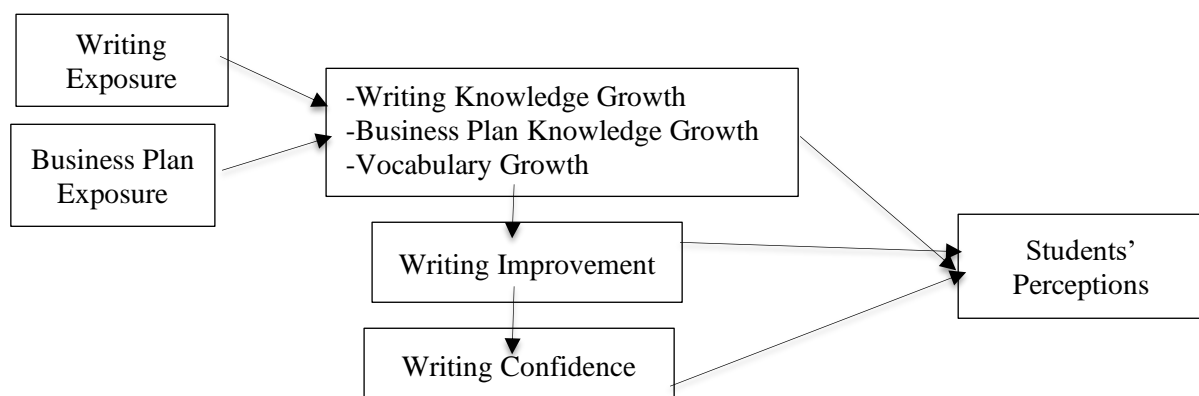 Writing
Exposure
Business Plan
Exposure
-Writing Knowledge Growth
-Business Plan Knowledge Growth
-Vocabulary Growth
Writing Improvement
Writing Confidence
Students’
Perceptions